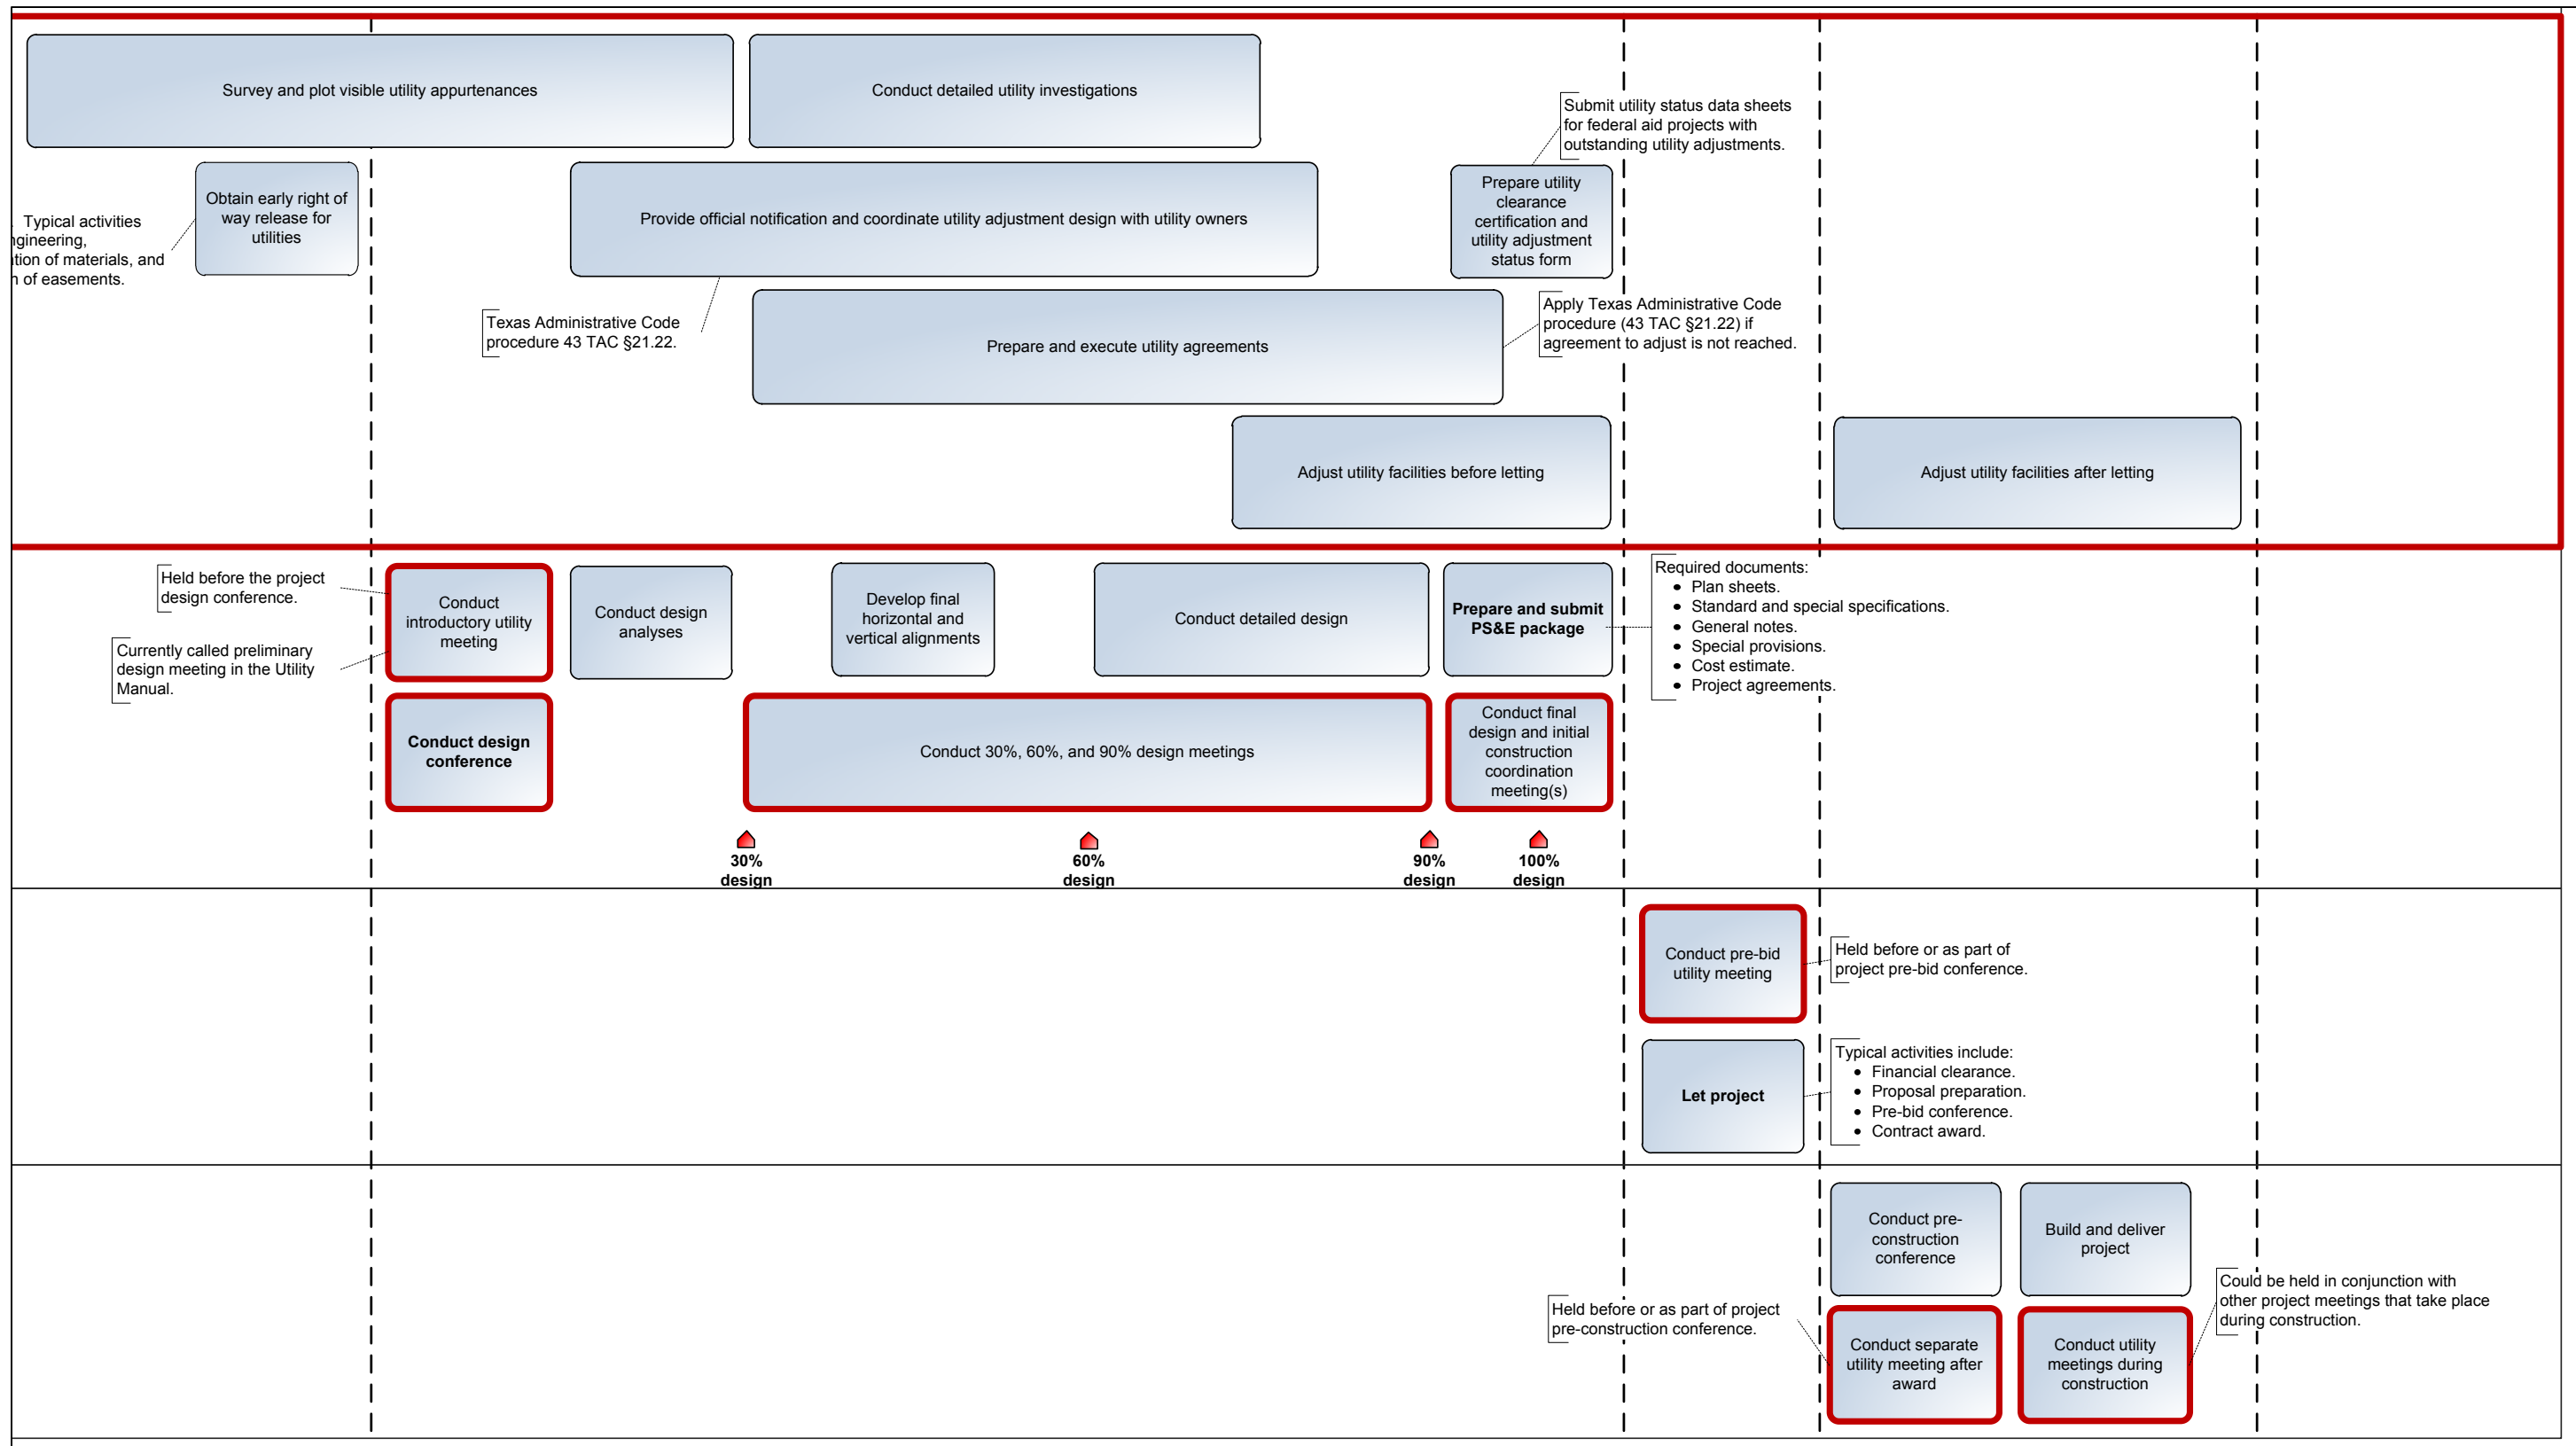 Survey and plot visible utility appurtenances
Conduct detailed utility investigations
Submit utility status data sheets
for federal aid projects with
outstanding utility adjustments.
Obtain early right of
way release for
utilities
Typical activities
of materials, and
of easements.
Provide official notification and coordinate utility adjustment design with utility owners
Prepare utility
clearance
certification and
utility adjustment
status form
Texas Administrative Code
procedure 43 TAC §21.22.
Prepare and execute utility agreements
Apply Texas Administrative Code
procedure (43 TAC §21.22) if
agreement to adjust is not reached.
Adjust utility facilities before letting
Adjust utility facilities after letting
Held before the project
design conference.
Currently called preliminary
design meeting in the Utility
Manual.
Conduct
introductory utility
meeting
Conduct design
analyses
Develop final
horizontal and
vertical alignments
Conduct detailed design
Prepare and submit
PS&E package
Required documents:
• Plan sheets.
• Standard and special specifications.
• General notes.
• Special provisions.
• Cost estimate.
• Project agreements.
Conduct design
conference
Conduct 30%, 60%, and 90% design meetings
Conduct final
design and initial
construction
coordination
meeting(s)
30%
design
60%
design
90%
design
100%
design
Conduct pre-bid
utility meeting
Held before or as part of
project pre-bid conference.
Let project
Typical activities include:
• Financial clearance.
• Proposal preparation.
• Pre-bid conference.
• Contract award.
Conduct pre-
construction
conference
Build and deliver
project
Held before or as part of project
pre-construction conference.
Conduct separate
utility meeting after
award
Conduct utility
meetings during
construction
Could be held in conjunction with
other project meetings that take place
during construction.